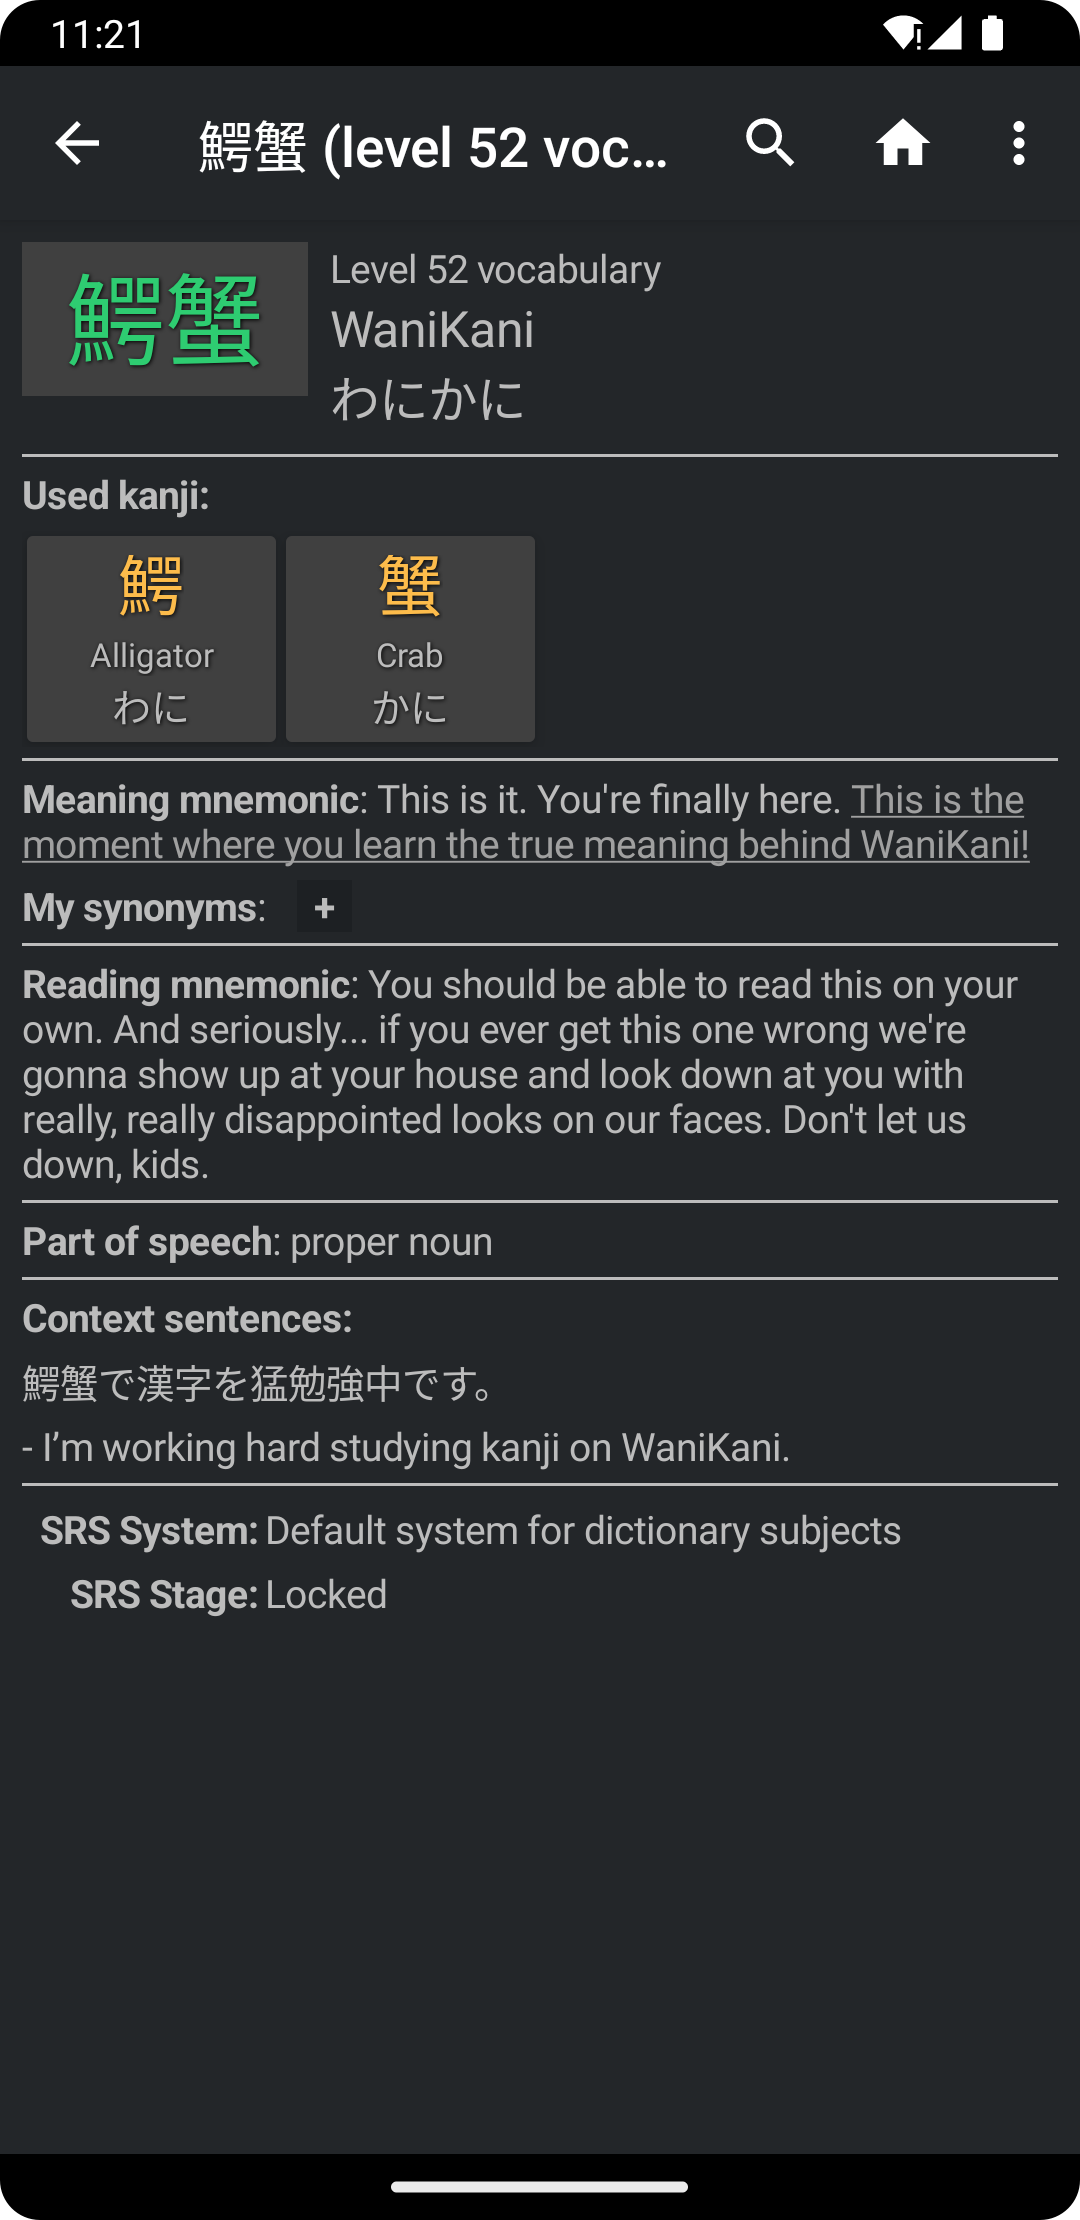 11:21
鰐蟹 (level 52 voc...
鰐蟹
Level 52 vocabulary
WaniKani
わにかに
Used kanji:
鰐
Alligator
わに
蟹
Crab
かに
Meaning mnemonic: This is it. You're finally here. This is the
moment where you learn the true meaning behind WaniKani!
My synonyms: +
Reading mnemonic: You should be able to read this on your
own. And seriously... if you ever get this one wrong we're
gonna show up at your house and look down at you with
really, really disappointed looks on our faces. Don't let us
down, kids.
Part of speech: proper noun
Context sentences:
鰐蟹で漢字を猛勉強中です。
- I’m working hard studying kanji on WaniKani.
SRS System: Default system for dictionary subjects
SRS Stage: Locked